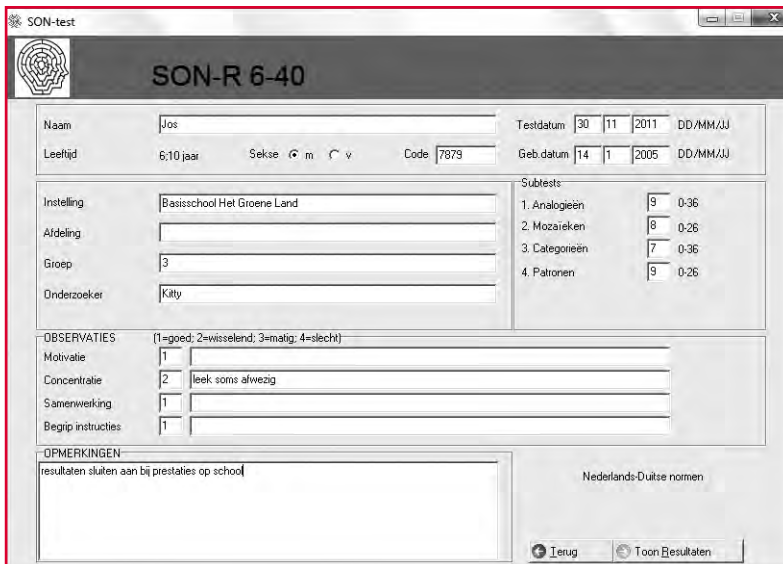 SON-test
SON-R 6-40
Naam Jos Testdatum 30 11 2011 DD/MM/JJ
Leeftijd 6;10 jaar Sekse m v Code 7879 Geb.datum 14 1 2005 DD/MM/JJ
Instelling Basisschool Het Groene Land
Afdeling
Groep 3
Onderzoeker Kitty
Subtests
1. Analogieën 9 0-36
2. Mozaïeken 8 0-26
3. Categorieën 7 0-36
4. Patronen 9 0-26
OBSERVATIES (1=goed; 2=wisselend; 3=matig; 4=slecht)
Motivatie 1
Concentratie 2 leek soms afwezig
Samenwerking 1
Begrip instructies 1
OPMERKINGEN
resultaten sluiten aan bij prestaties op school
Nederlands-Duitse normen
Terug Toon Resultaten